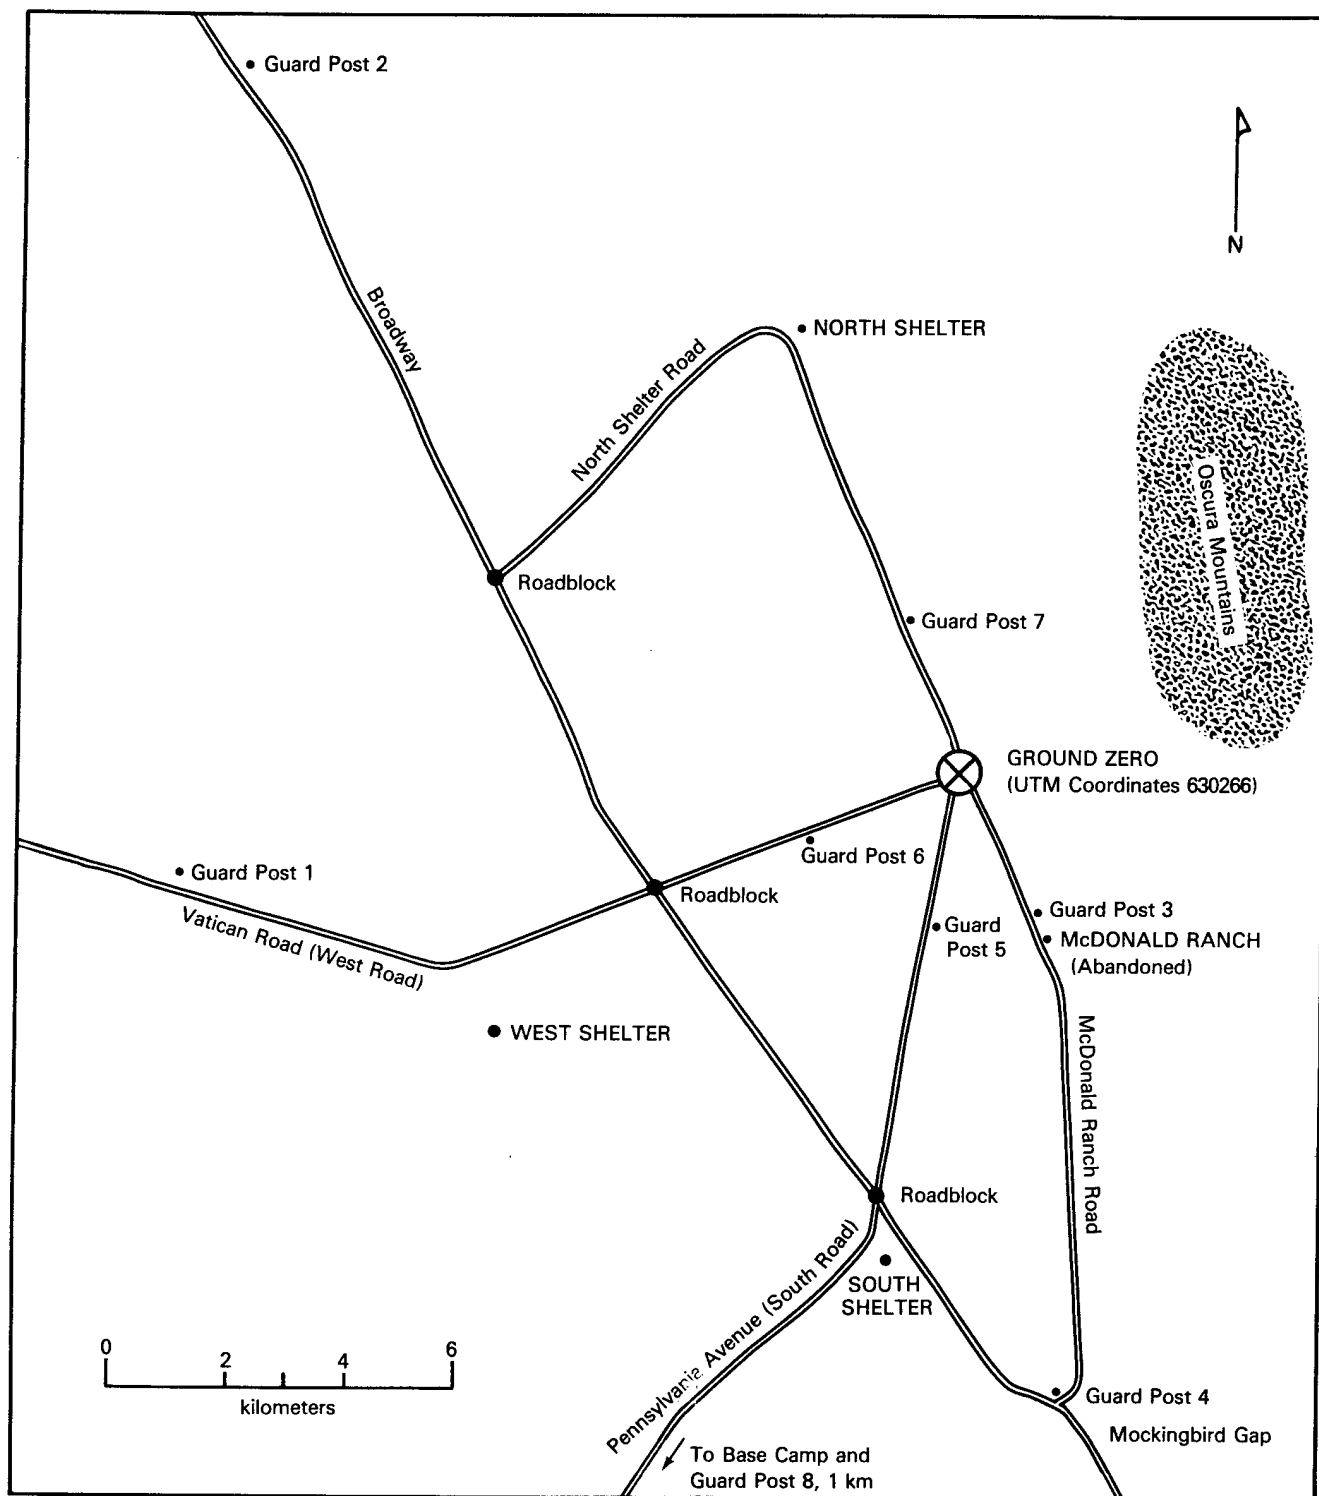 Guard Post 2
N
Broadway
NORTH SHELTER
North Shelter Road
Oscura Mountains
Roadblock
Guard Post 7
GROUND ZERO
(UTM Coordinates 630266)
Guard Post 6
Guard Post 1
Roadblock
Vatican Road (West Road)
Guard Post 3
Guard
Post 5
McDONALD RANCH
(Abandoned)
WEST SHELTER
McDonald Ranch Road
Roadblock
Pennsylvania Avenue (South Road)
SOUTH
SHELTER
0 2 4 6
kilometers
Guard Post 4
Mockingbird Gap
To Base Camp and
Guard Post 8, 1 km